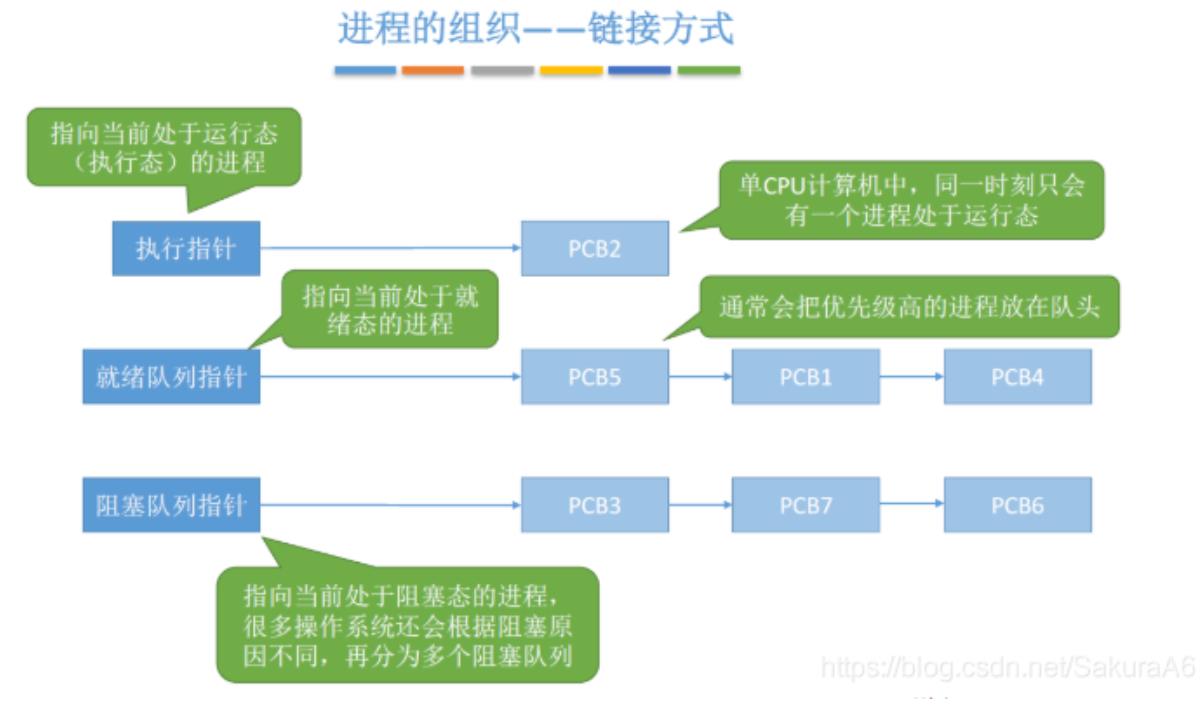 进程的组织——链接方式
指向当前处于运行态
（执行态）的进程
单CPU计算机中，同一时刻只会
有一个进程处于运行态
执行指针
PCB2
指向当前处于就
绪态的进程
通常会把优先级高的进程放在队头
就绪队列指针
PCB5
PCB1
PCB4
阻塞队列指针
PCB3
PCB7
PCB6
指向当前处于阻塞态的进程，
很多操作系统还会根据阻塞原
因不同，再分为多个阻塞队列
https://blog.csdn.net/SakuraA6